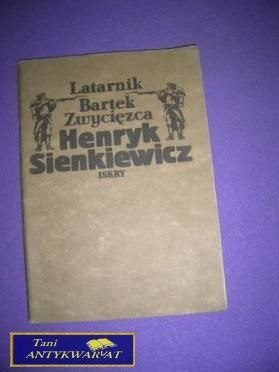 Latarnik
Bartek
Zwycięzca
Henryk
Sienkiewicz
ISKRY
Tani
ANTYKWARIAT